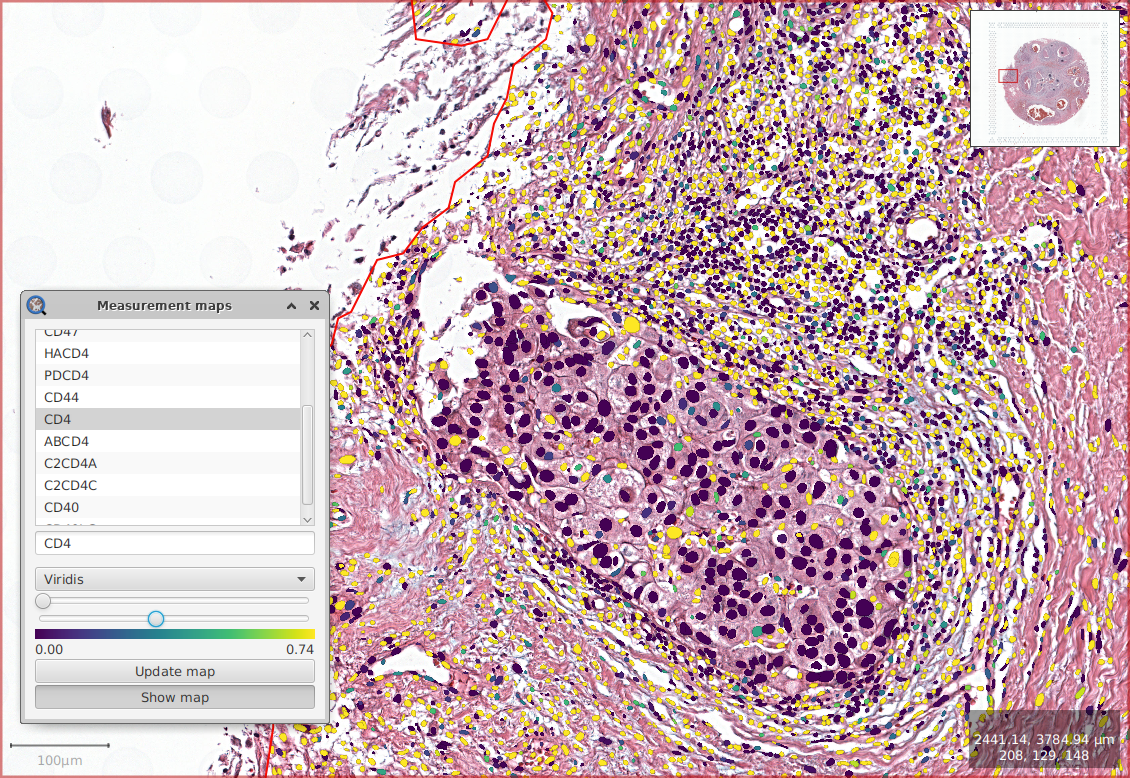 Measurement maps
CD47
HACD4
PDCD4
CD44
CD4
ABCD4
C2CD4A
C2CD4C
CD40
CD4
Viridis
0.00 0.74
Update map
Show map
100µm
2441.14, 3784.94 µm
208, 129, 148